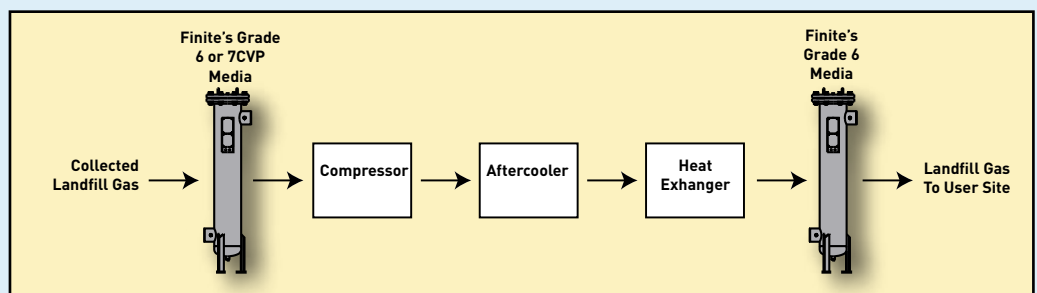 Finite's Grade
6 or 7CVP
Media
Finite's
Grade 6
Media
Collected
Landfill Gas
Compressor
Aftercooler
Heat
Exhanger
Landfill Gas
To User Site